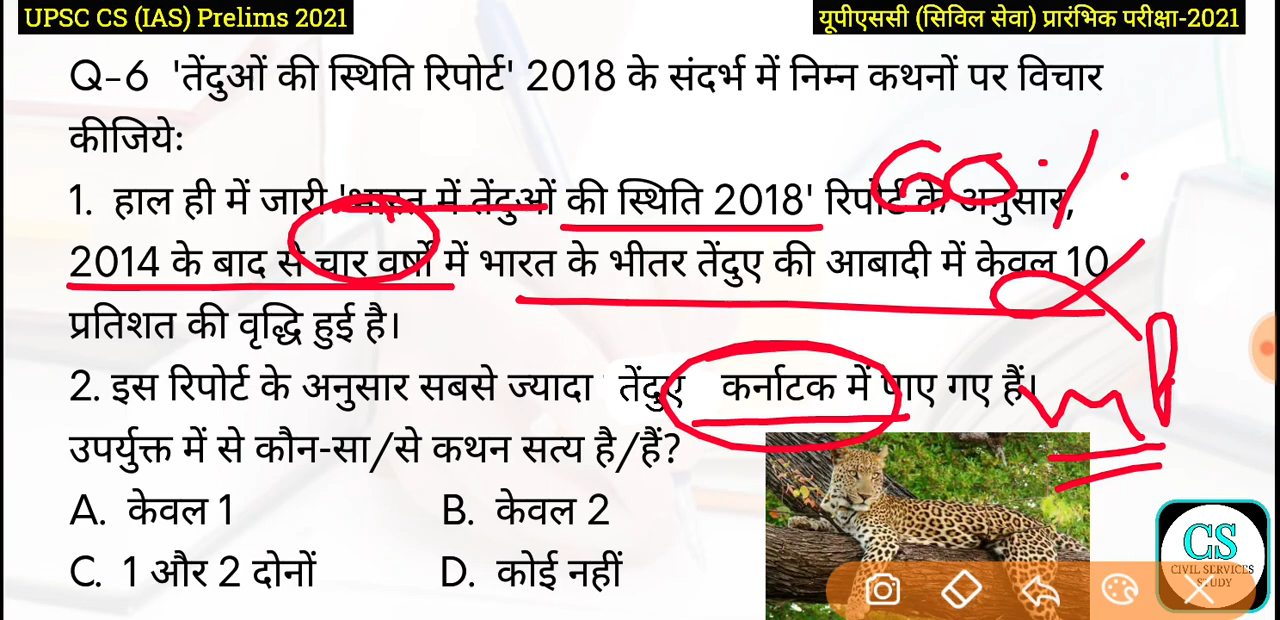 UPSC CS (IAS) Prelims 2021
यूपीएससी (सिविल सेवा) प्रारंभिक परीक्षा-2021
Q-6 'तेंदुओं की स्थिति रिपोर्ट' 2018 के संदर्भ में निम्न कथनों पर विचार
कीजिये:
60%
1. हाल ही में जारी 'भारत में तेंदुओं की स्थिति 2018' रिपोर्ट के अनुसार,
2014 के बाद से चार वर्षों में भारत के भीतर तेंदुए की आबादी में केवल 10
प्रतिशत की वृद्धि हुई है।
2. इस रिपोर्ट के अनुसार सबसे ज्यादा तेंदुए कर्नाटक में पाए गए हैं।
MP
उपर्युक्त में से कौन-सा/से कथन सत्य है/हैं?
A. केवल 1
B. केवल 2
C. 1 और 2 दोनों
D. कोई नहीं
CS
CIVIL SERVICES
STUDY